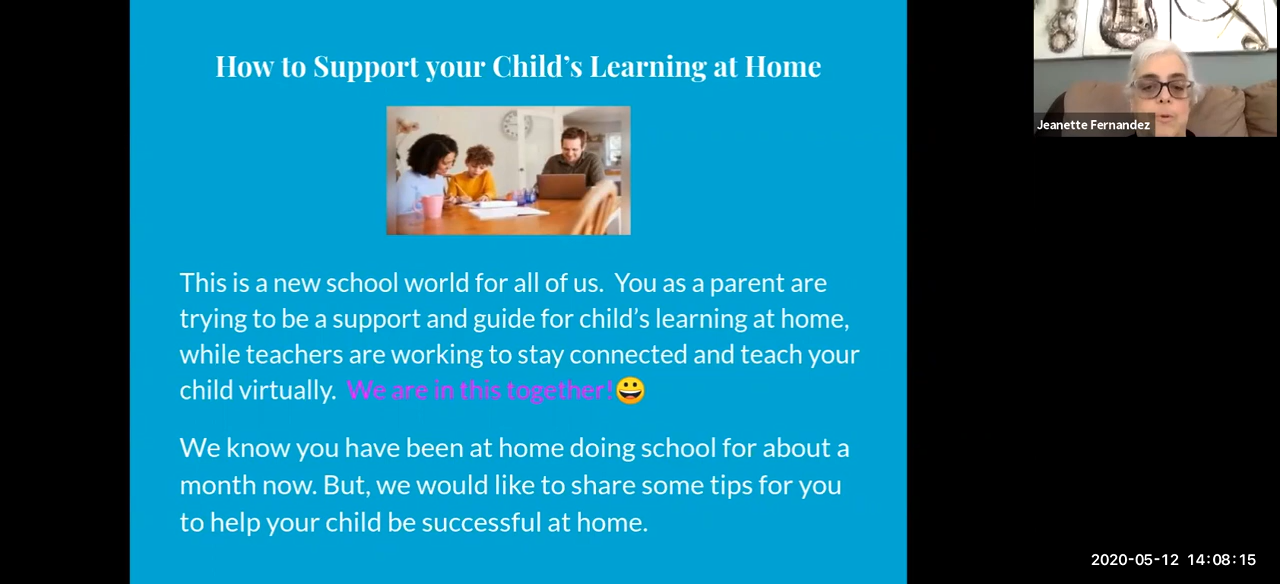 How to Support your Child's Learning at Home
Jeanette Fernandez
This is a new school world for all of us.  You as a parent are
trying to be a support and guide for child's learning at home,
while teachers are working to stay connected and teach your
child virtually.  We are in this together!😀
We know you have been at home doing school for about a
month now. But, we would like to share some tips for you
to help your child be successful at home.
2020-05-12 14:08:15